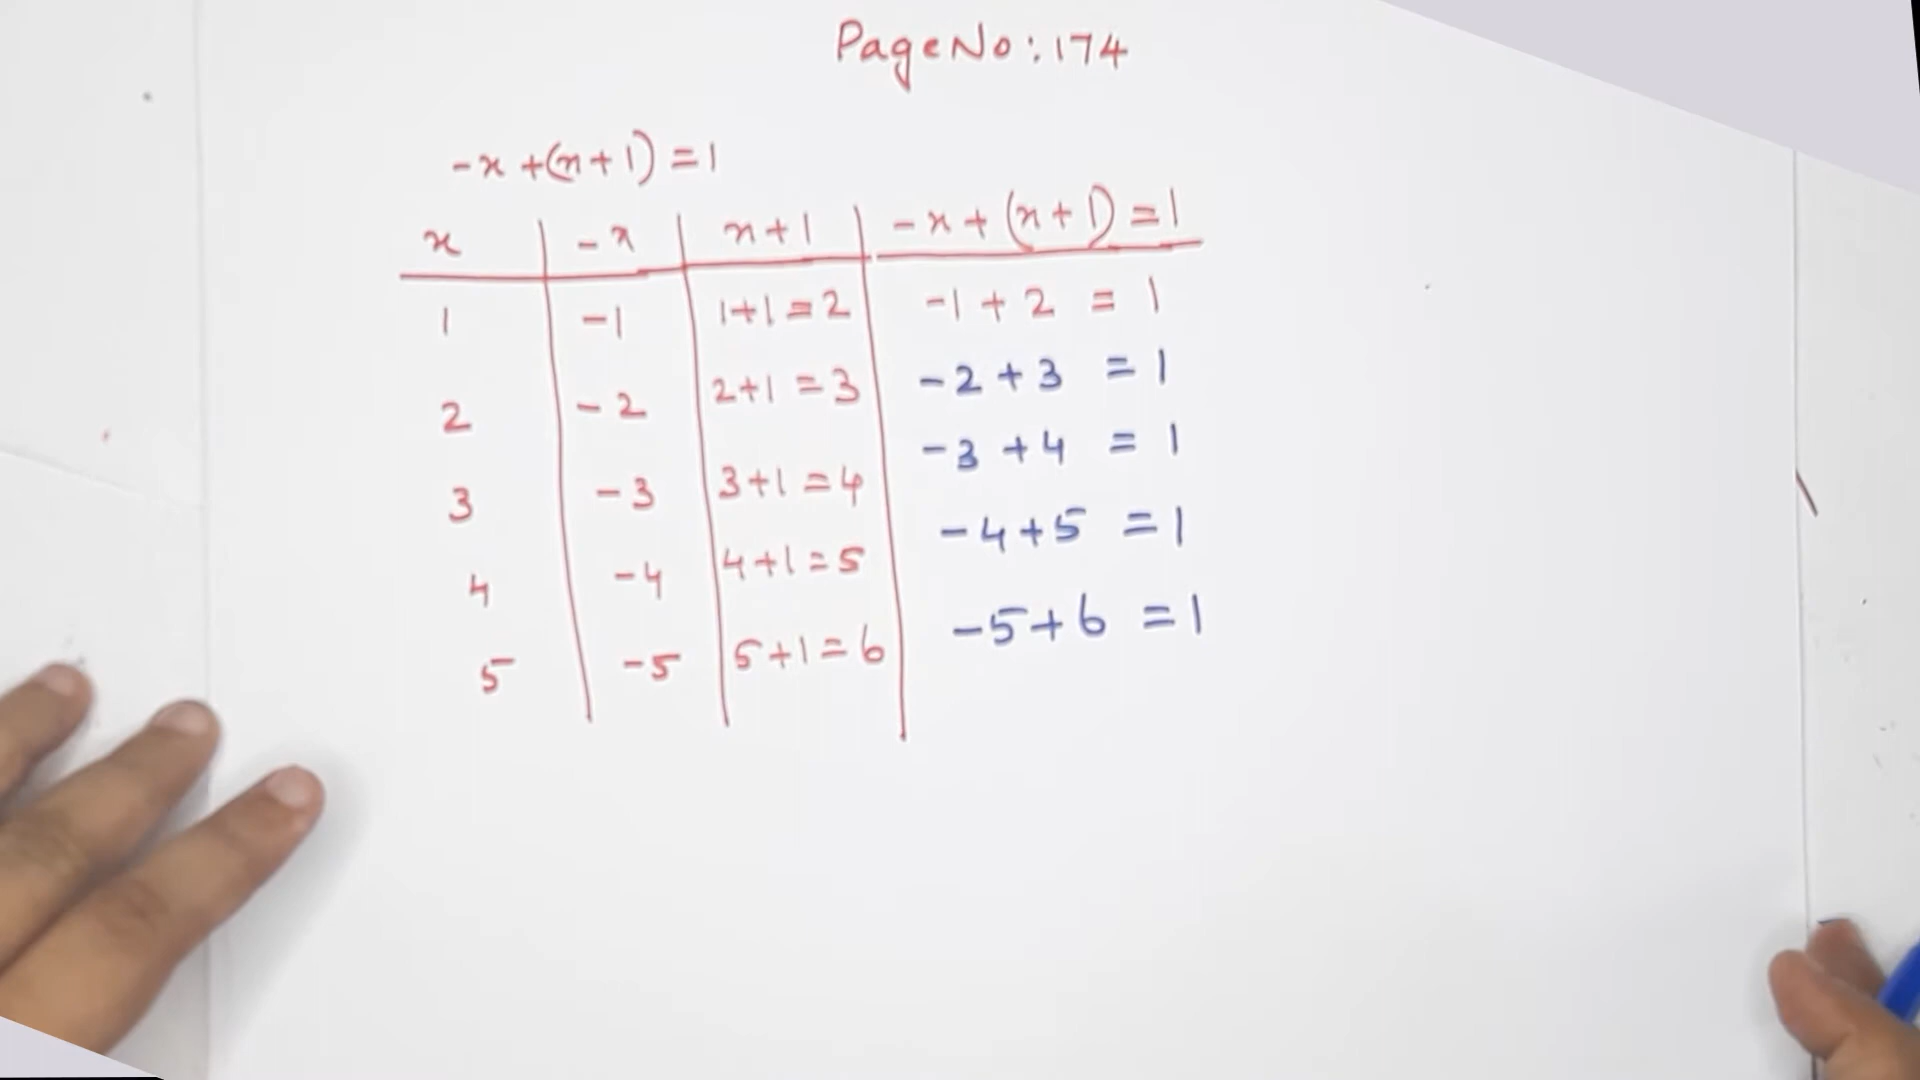 Page No: 174
-x + (x+1) = 1
x | -x | x+1 | -x + (x+1) = 1
1 | -1 | 1+1=2 | -1 + 2 = 1
2 | -2 | 2+1=3 | -2 + 3 = 1
3 | -3 | 3+1=4 | -3 + 4 = 1
4 | -4 | 4+1=5 | -4 + 5 = 1
5 | -5 | 5+1=6 | -5 + 6 = 1